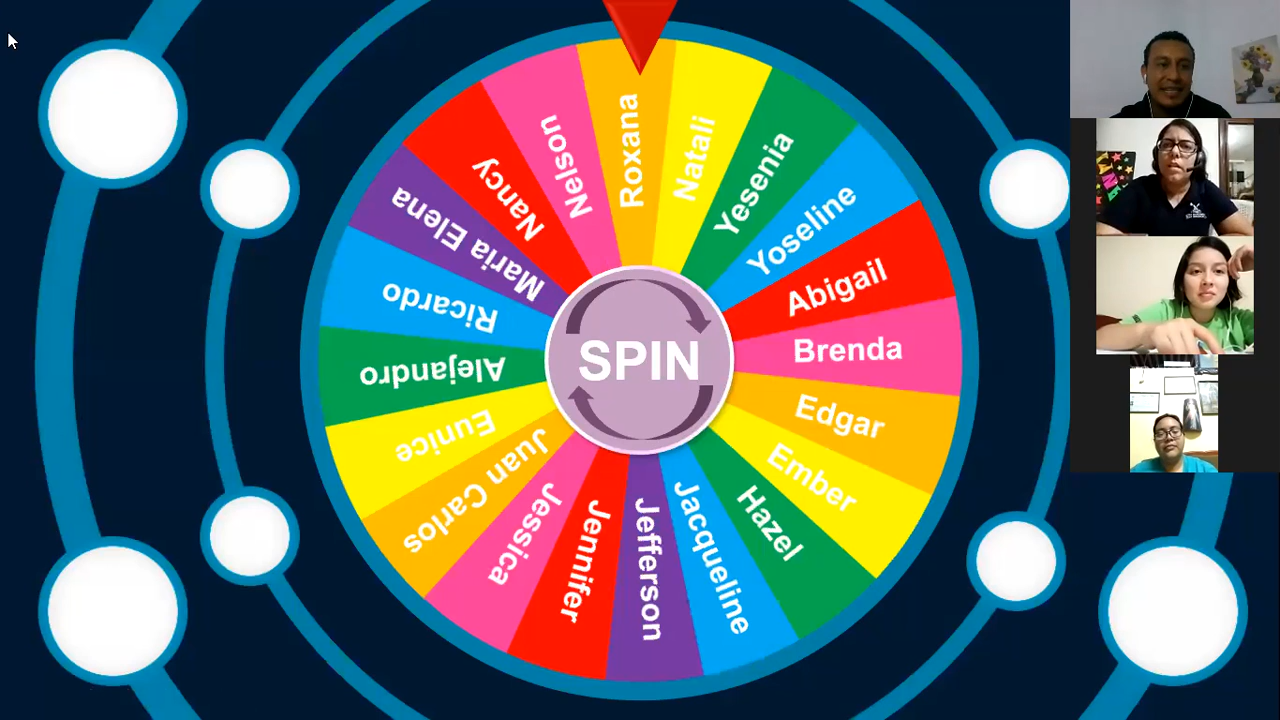 Roxana
Natali
Yesenia
Yoseline
Abigail
Brenda
Edgar
Ember
Hazel
Jacqueline
Jefferson
Jennifer
Jessica
Juan Carlos
Eunice
Alejandro
Ricardo
Maria Elena
Nancy
Nelson
SPIN